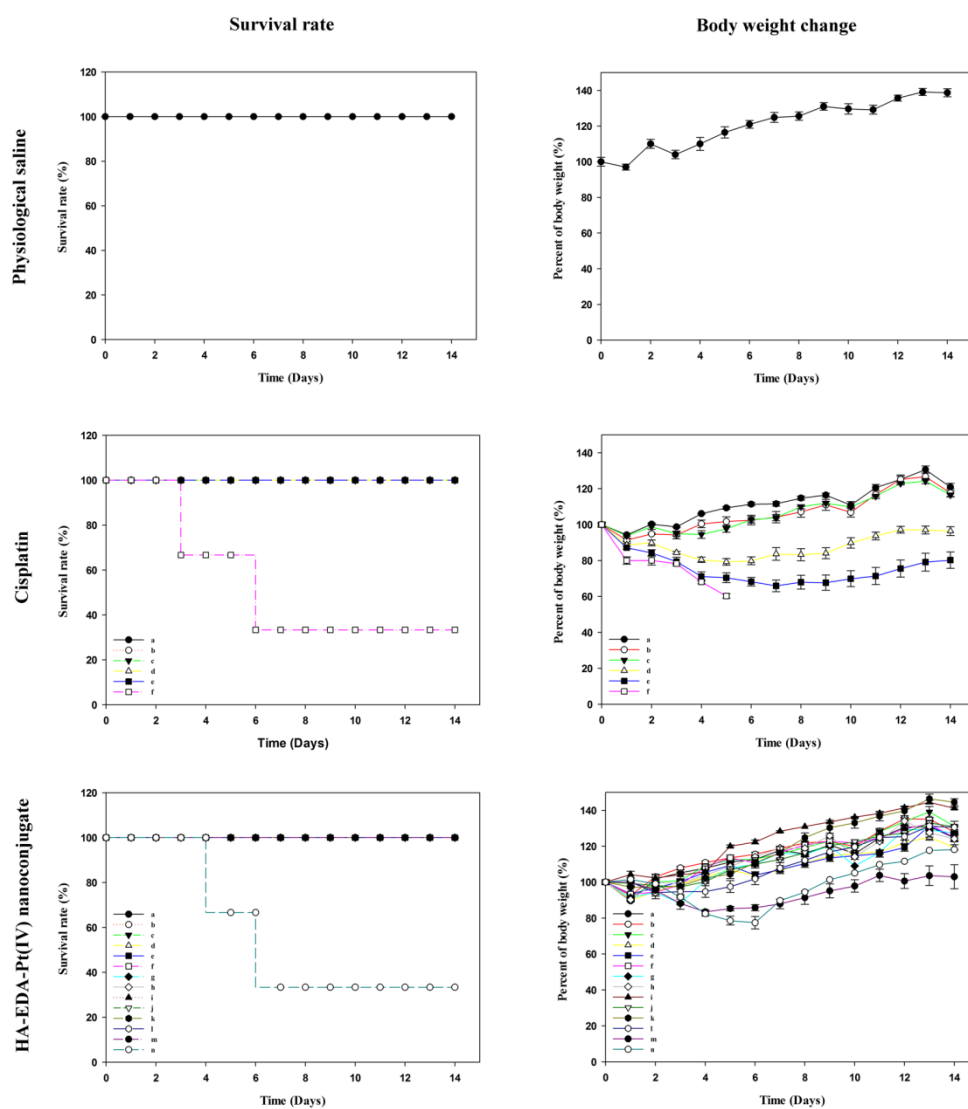 Survival rate
Body weight change
Physiological saline
Survival rate (%)
120
100
80
60
40
20
0
0 2 4 6 8 10 12 14
Time (Days)
Percent of body weight (%)
140
120
100
80
60
40
20
0
0 2 4 6 8 10 12 14
Time (Days)
Cisplatin
Survival rate (%)
120
100
80
60
40
20
0
a
b
c
d
e
f
0 2 4 6 8 10 12 14
Time (Days)
Percent of body weight (%)
140
120
100
80
60
40
20
0
a
b
c
d
e
f
0 2 4 6 8 10 12 14
Time (Days)
HA-EDA-Pt(IV) nanoconjugate
Survival rate (%)
120
100
80
60
40
20
0
a
b
c
d
e
f
g
h
i
j
k
l
m
n
0 2 4 6 8 10 12 14
Time (Days)
Percent of body weight (%)
140
120
100
80
60
40
20
0
a
b
c
d
e
f
g
h
i
j
k
l
m
n
0 2 4 6 8 10 12 14
Time (Days)